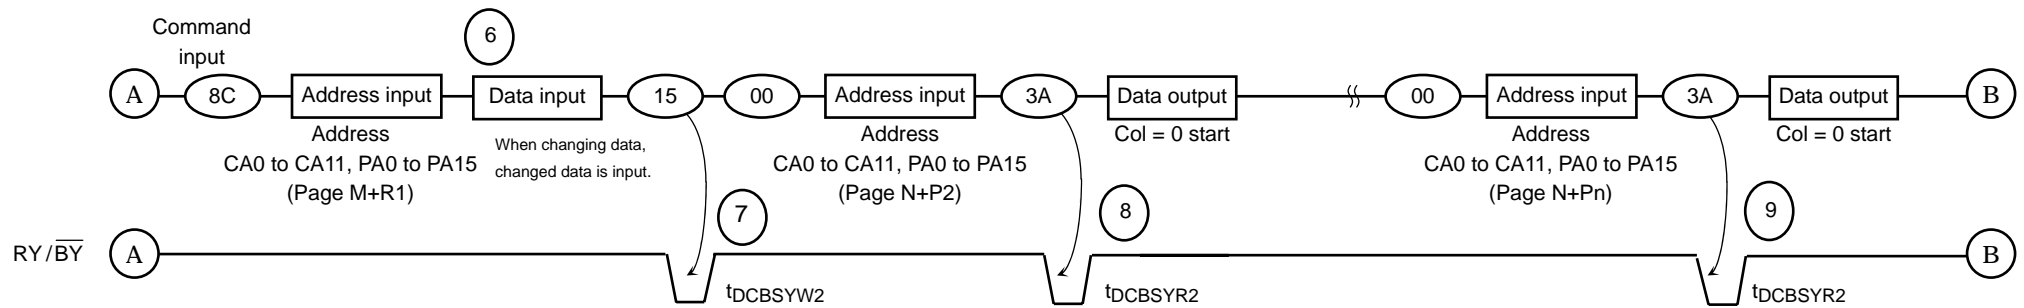 Command
input
6
A
8C
Address input
Data input
15
00
Address input
3A
Data output
00
Address input
3A
Data output
B
Address
CA0 to CA11, PA0 to PA15
(Page M+R1)
When changing data,
changed data is input.
Address
CA0 to CA11, PA0 to PA15
(Page N+P2)
Col = 0 start
Address
CA0 to CA11, PA0 to PA15
(Page N+Pn)
Col = 0 start
7
8
9
RY/BY
A
B
tDCBSYW2
tDCBSYR2
tDCBSYR2